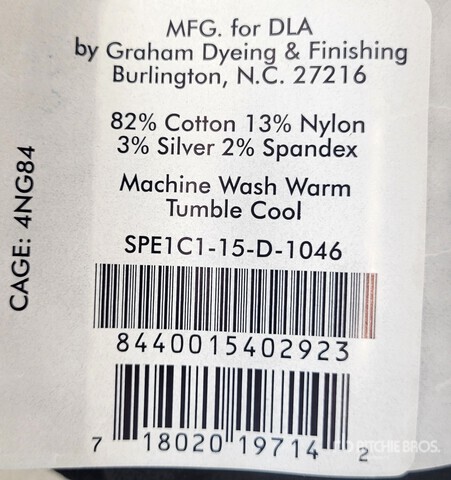 MFG. for DLA
by Graham Dyeing & Finishing
Burlington, N.C. 27216
82% Cotton 13% Nylon
3% Silver 2% Spandex
Machine Wash Warm
Tumble Cool
SPE1C1-15-D-1046
8440015402923
7 18020 19714 2
CAGE: 4NG84
RITCHIE BROS.